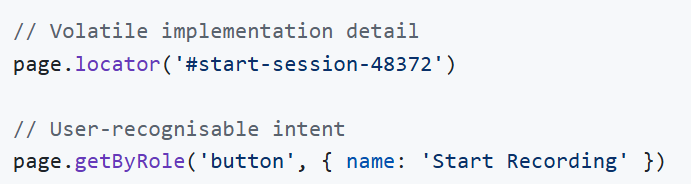 // Volatile implementation detail
page.locator('#start-session-48372')
// User-recognisable intent
page.getByRole('button', { name: 'Start Recording' })